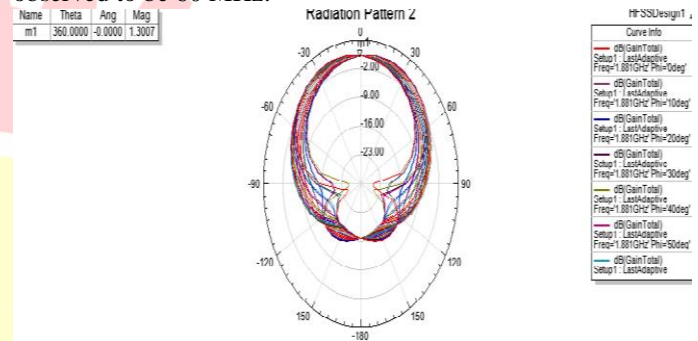 Name Theta Ang Mag
m1 360.0000 -0.0000 1.3007
Radiation Pattern 2
Curve Info
dB(GainTotal)
Setup1 : LastAdaptive
Freq='1.881GHz' Phi='0deg'
dB(GainTotal)
Setup1 : LastAdaptive
Freq='1.881GHz' Phi='10deg'
dB(GainTotal)
Setup1 : LastAdaptive
Freq='1.881GHz' Phi='20deg'
dB(GainTotal)
Setup1 : LastAdaptive
Freq='1.881GHz' Phi='30deg'
dB(GainTotal)
Setup1 : LastAdaptive
Freq='1.881GHz' Phi='40deg'
dB(GainTotal)
Setup1 : LastAdaptive
Freq='1.881GHz' Phi='50deg'
dB(GainTotal)
Setup1 : LastAdaptive
0
m1
-30 30
-2.00
-9.00
-60 60
-16.00
-23.00
-90 90
-120 120
150 150
-180